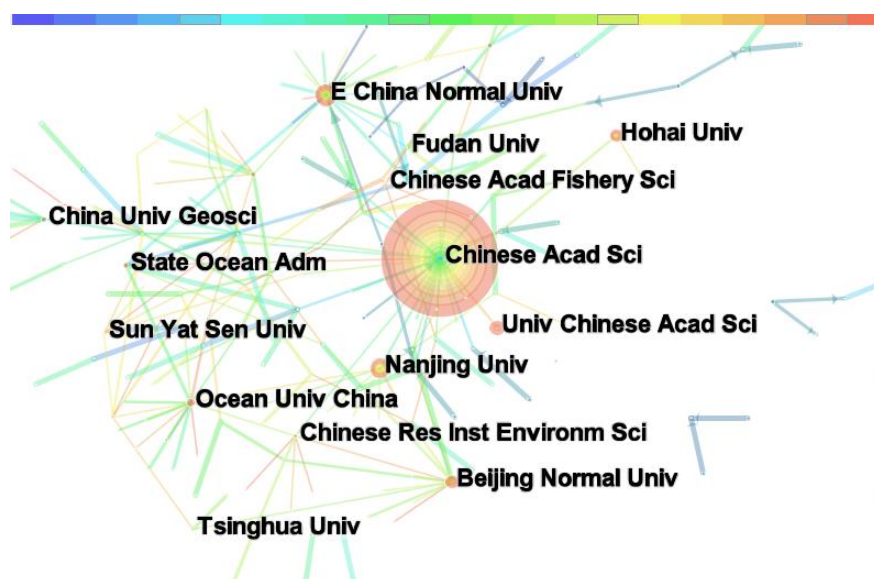 E China Normal Univ
Hohai Univ
Fudan Univ
Chinese Acad Fishery Sci
China Univ Geosci
Chinese Acad Sci
State Ocean Adm
Sun Yat Sen Univ
Univ Chinese Acad Sci
Nanjing Univ
Ocean Univ China
Chinese Res Inst Environm Sci
Beijing Normal Univ
Tsinghua Univ